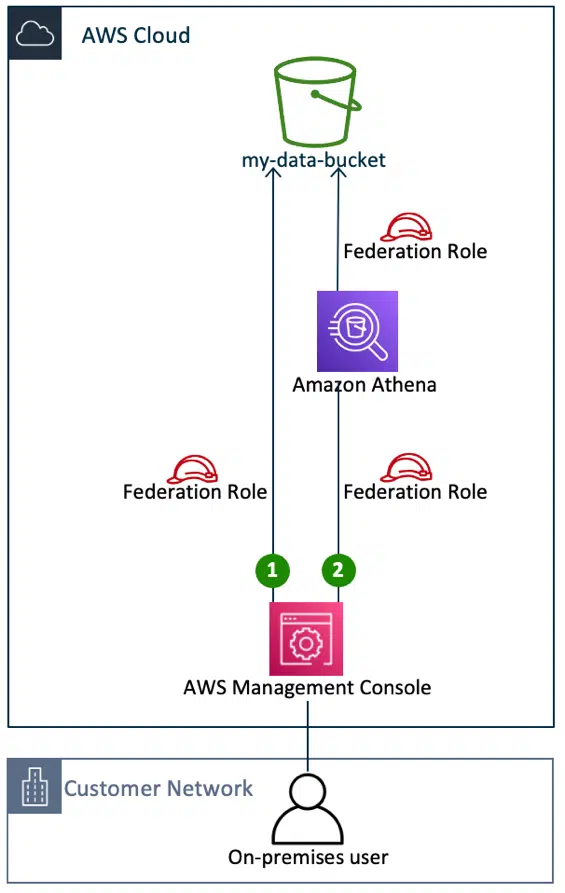 AWS Cloud
my-data-bucket
Federation Role
Amazon Athena
Federation Role
Federation Role
1
2
AWS Management Console
Customer Network
On-premises user